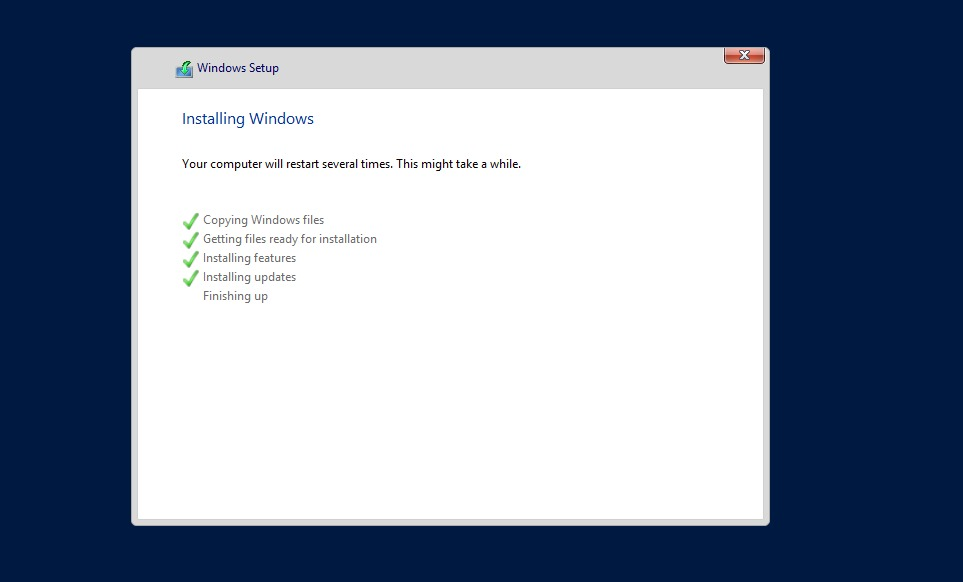 Windows Setup
Installing Windows
Your computer will restart several times. This might take a while.
Copying Windows files
Getting files ready for installation
Installing features
Installing updates
Finishing up